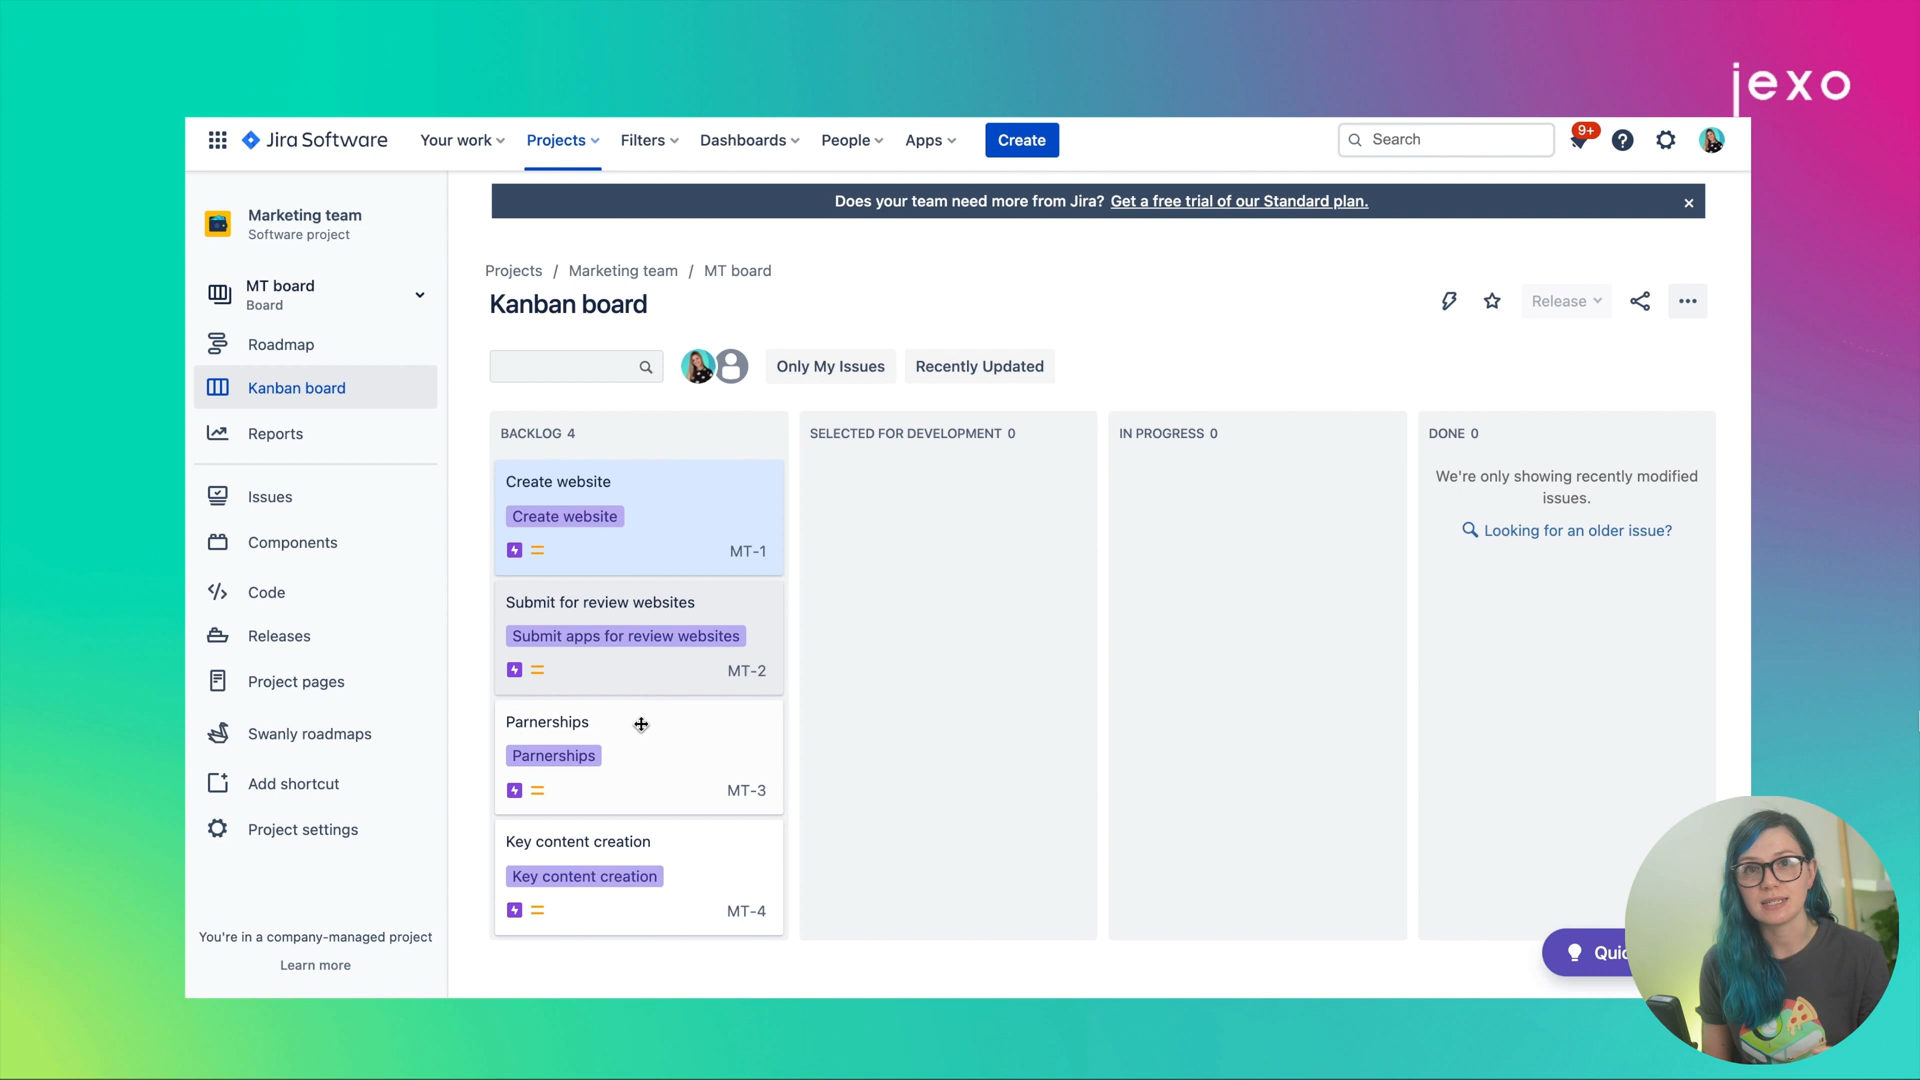 jexo
Jira Software
Your work
Projects
Filters
Dashboards
People
Apps
Create
Search
9+
Marketing team
Software project
MT board
Board
Roadmap
Kanban board
Reports
Issues
Components
Code
Releases
Project pages
Swanly roadmaps
Add shortcut
Project settings
You're in a company-managed project
Learn more
Does your team need more from Jira? Get a free trial of our Standard plan.
Projects / Marketing team / MT board
Kanban board
Release
Only My Issues
Recently Updated
BACKLOG 4
Create website
Create website
MT-1
Submit for review websites
Submit apps for review websites
MT-2
Parnerships
Parnerships
MT-3
Key content creation
Key content creation
MT-4
SELECTED FOR DEVELOPMENT 0
IN PROGRESS 0
DONE 0
We're only showing recently modified
issues.
Looking for an older issue?